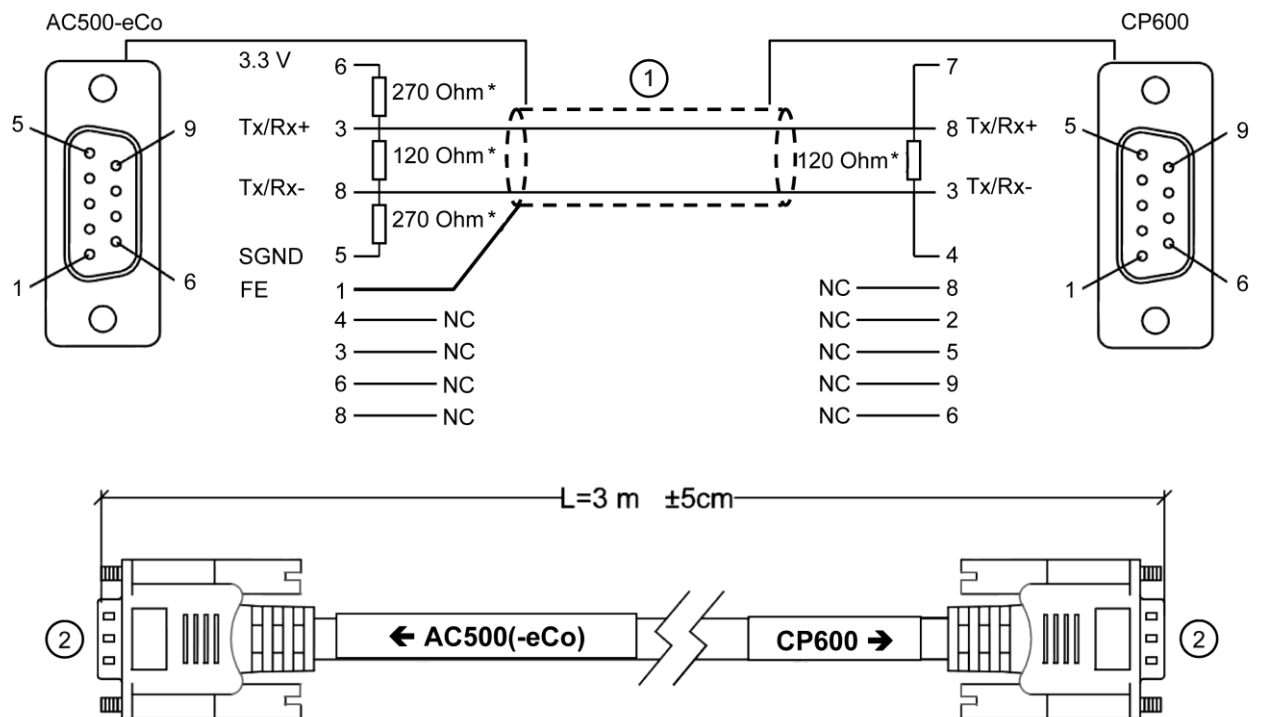 AC500-eCo
CP600
3.3 V 6
270 Ohm *
1
7
5 9
Tx/Rx+ 3
8 Tx/Rx+
5 9
120 Ohm *
120 Ohm *
Tx/Rx- 8
3 Tx/Rx-
270 Ohm *
SGND 5
4
1 6
FE 1
NC 8
1 6
4 NC
NC 2
3 NC
NC 5
6 NC
NC 9
8 NC
NC 6
L=3 m ±5cm
2
← AC500(-eCo)
CP600 →
2